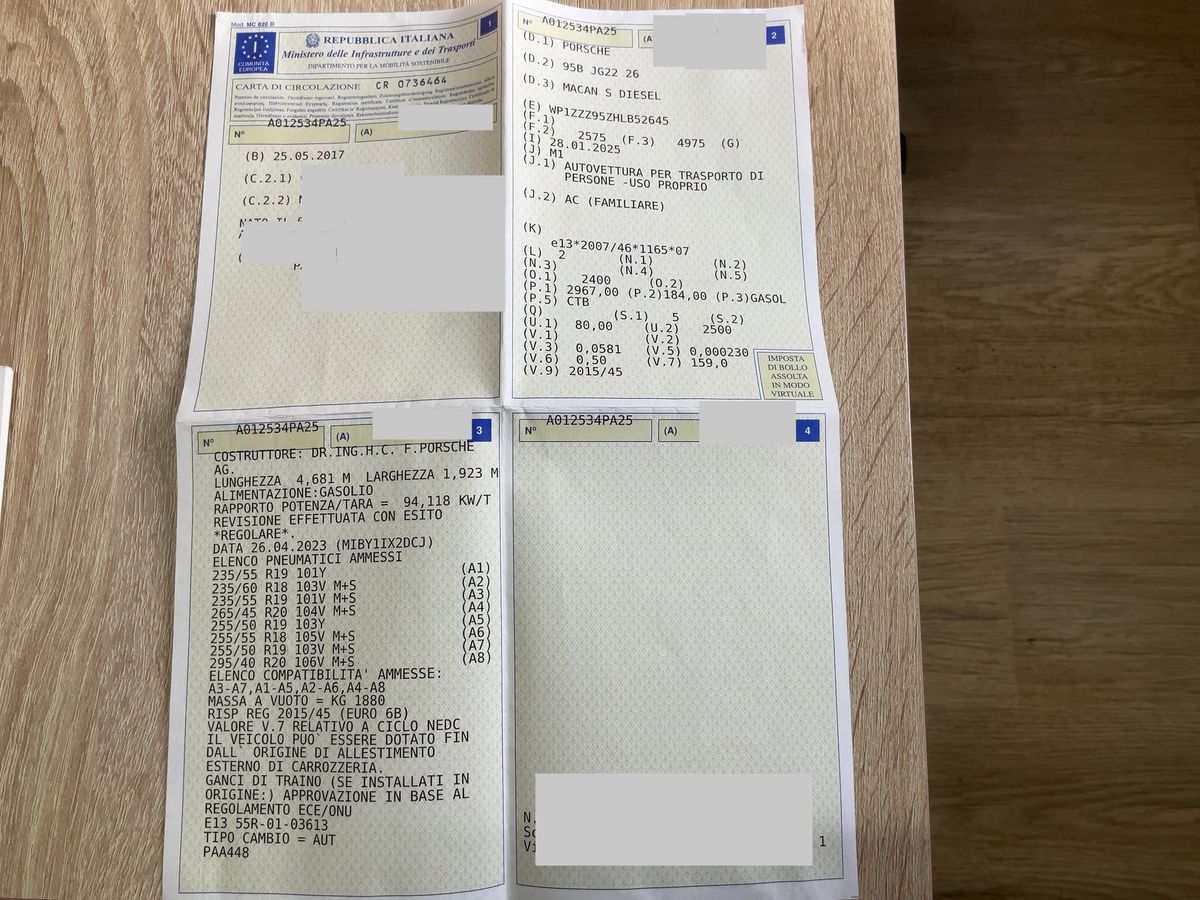 Mod. MC 820 D
1
COMUNITÀ EUROPEA
I
REPUBBLICA ITALIANA
Ministero delle Infrastrutture e dei Trasporti
DIPARTIMENTO PER LA MOBILITÀ SOSTENIBILE
CARTA DI CIRCOLAZIONE CR 0736464
N° A012534PA25 (A)
(B) 25.05.2017
(C.2.1)
(C.2.2)
N° A012534PA25 (A) 2
(D.1) PORSCHE
(D.2) 95B JG22 26
(D.3) MACAN S DIESEL
(E) WP1ZZZ95ZHLB52645
(F.1)
(F.2) 2575 (F.3) 4975 (G)
(I) 28.01.2025
(J) M1
(J.1) AUTOVETTURA PER TRASPORTO DI
PERSONE -USO PROPRIO
(J.2) AC (FAMILIARE)
(K)
e13*2007/46*1165*07
(L) 2 (N.1) (N.2)
(N.3) (N.4) (N.5)
(O.1) 2400 (O.2)
(P.1) 2967,00 (P.2)184,00 (P.3)GASOL
(P.5) CTB
(Q) (S.1) 5 (S.2)
(U.1) 80,00 (U.2) 2500
(V.1) (V.2)
(V.3) 0,0581 (V.5) 0,000230
(V.6) 0,50 (V.7) 159,0
(V.9) 2015/45
IMPOSTA
DI BOLLO
ASSOLTA
IN MODO
VIRTUALE
N° A012534PA25 (A) 3
COSTRUTTORE: DR.ING.H.C. F.PORSCHE
AG.
LUNGHEZZA 4,681 M LARGHEZZA 1,923 M
ALIMENTAZIONE:GASOLIO
RAPPORTO POTENZA/TARA = 94,118 KW/T
REVISIONE EFFETTUATA CON ESITO
*REGOLARE*.
DATA 26.04.2023 (MIBY1IX2DCJ)
ELENCO PNEUMATICI AMMESSI
235/55 R19 101Y (A1)
235/60 R18 103V M+S (A2)
235/55 R19 101V M+S (A3)
265/45 R20 104V M+S (A4)
255/50 R19 103Y (A5)
255/55 R18 105V M+S (A6)
255/50 R19 103V M+S (A7)
295/40 R20 106V M+S (A8)
ELENCO COMPATIBILITA' AMMESSE:
A3-A7,A1-A5,A2-A6,A4-A8
MASSA A VUOTO = KG 1880
RISP REG 2015/45 (EURO 6B)
VALORE V.7 RELATIVO A CICLO NEDC
IL VEICOLO PUO` ESSERE DOTATO FIN
DALL` ORIGINE DI ALLESTIMENTO
ESTERNO DI CARROZZERIA.
GANCI DI TRAINO (SE INSTALLATI IN
ORIGINE:) APPROVAZIONE IN BASE AL
REGOLAMENTO ECE/ONU
E13 55R-01-03613
TIPO CAMBIO = AUT
PAA448
N° A012534PA25 (A) 4
1